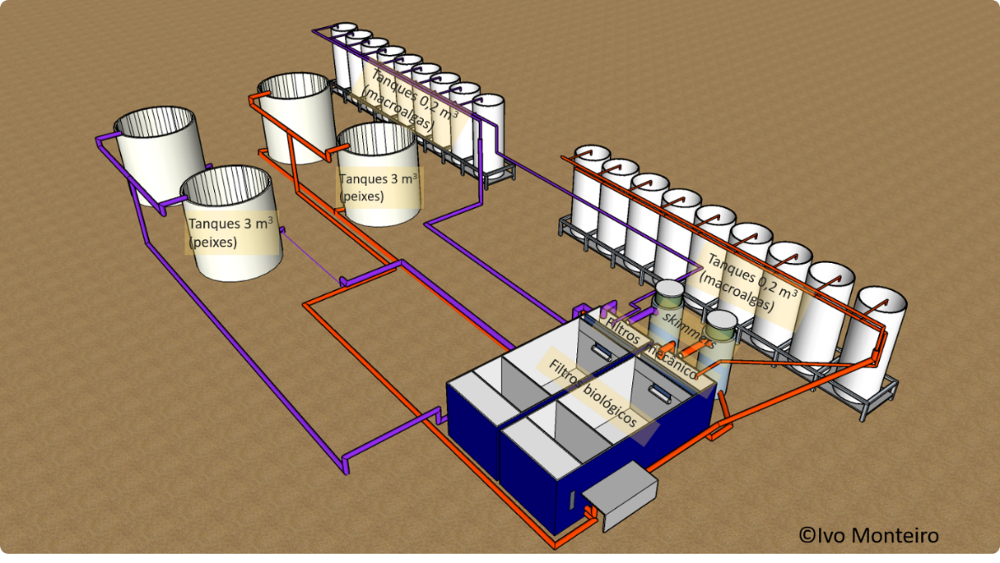 Tanques 0,2 m³
(macroalgas)
Tanques 3 m³
(peixes)
Tanques 3 m³
(peixes)
Tanques 0,2 m³
(macroalgas)
skimmers
Filtros mecânico
Filtros biológicos
©Ivo Monteiro